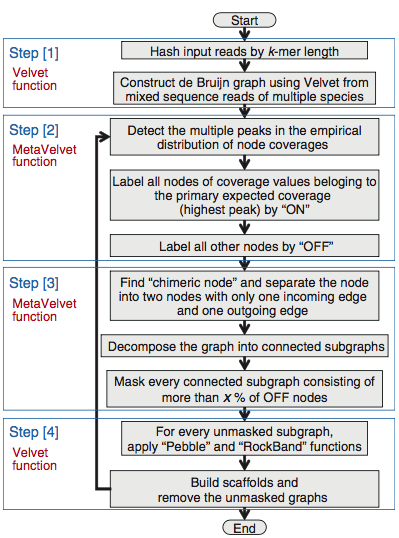 Start
Step [1]
Velvet
function
Hash input reads by k-mer length
Construct de Bruijn graph using Velvet from
mixed sequence reads of multiple species
Step [2]
MetaVelvet
function
Detect the multiple peaks in the empirical
distribution of node coverages
Label all nodes of coverage values beloging to
the primary expected coverage
(highest peak) by “ON”
Label all other nodes by “OFF”
Step [3]
MetaVelvet
function
Find “chimeric node” and separate the node
into two nodes with only one incoming edge
and one outgoing edge
Decompose the graph into connected subgraphs
Mask every connected subgraph consisting of
more than x % of OFF nodes
Step [4]
Velvet
function
For every unmasked subgraph,
apply “Pebble” and “RockBand” functions
Build scaffolds and
remove the unmasked graphs
End